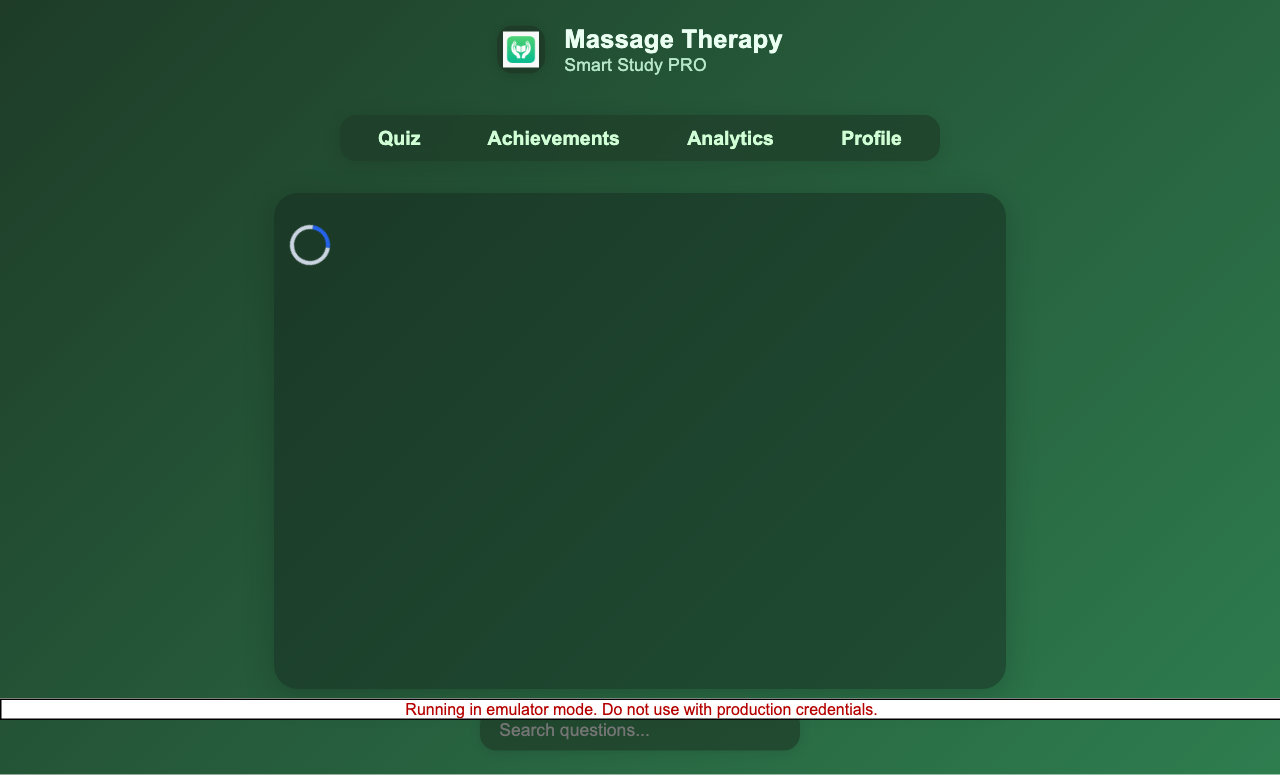 Massage Therapy
Smart Study PRO
Quiz Achievements Analytics Profile
Running in emulator mode. Do not use with production credentials.
Search questions...